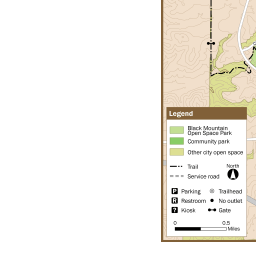 Legend
Black Mountain
Open Space Park
Community park
Other city open space
Trail
Service road
North
P Parking
Trailhead
R Restroom
No outlet
? Kiosk
Gate
0 0.5
Miles